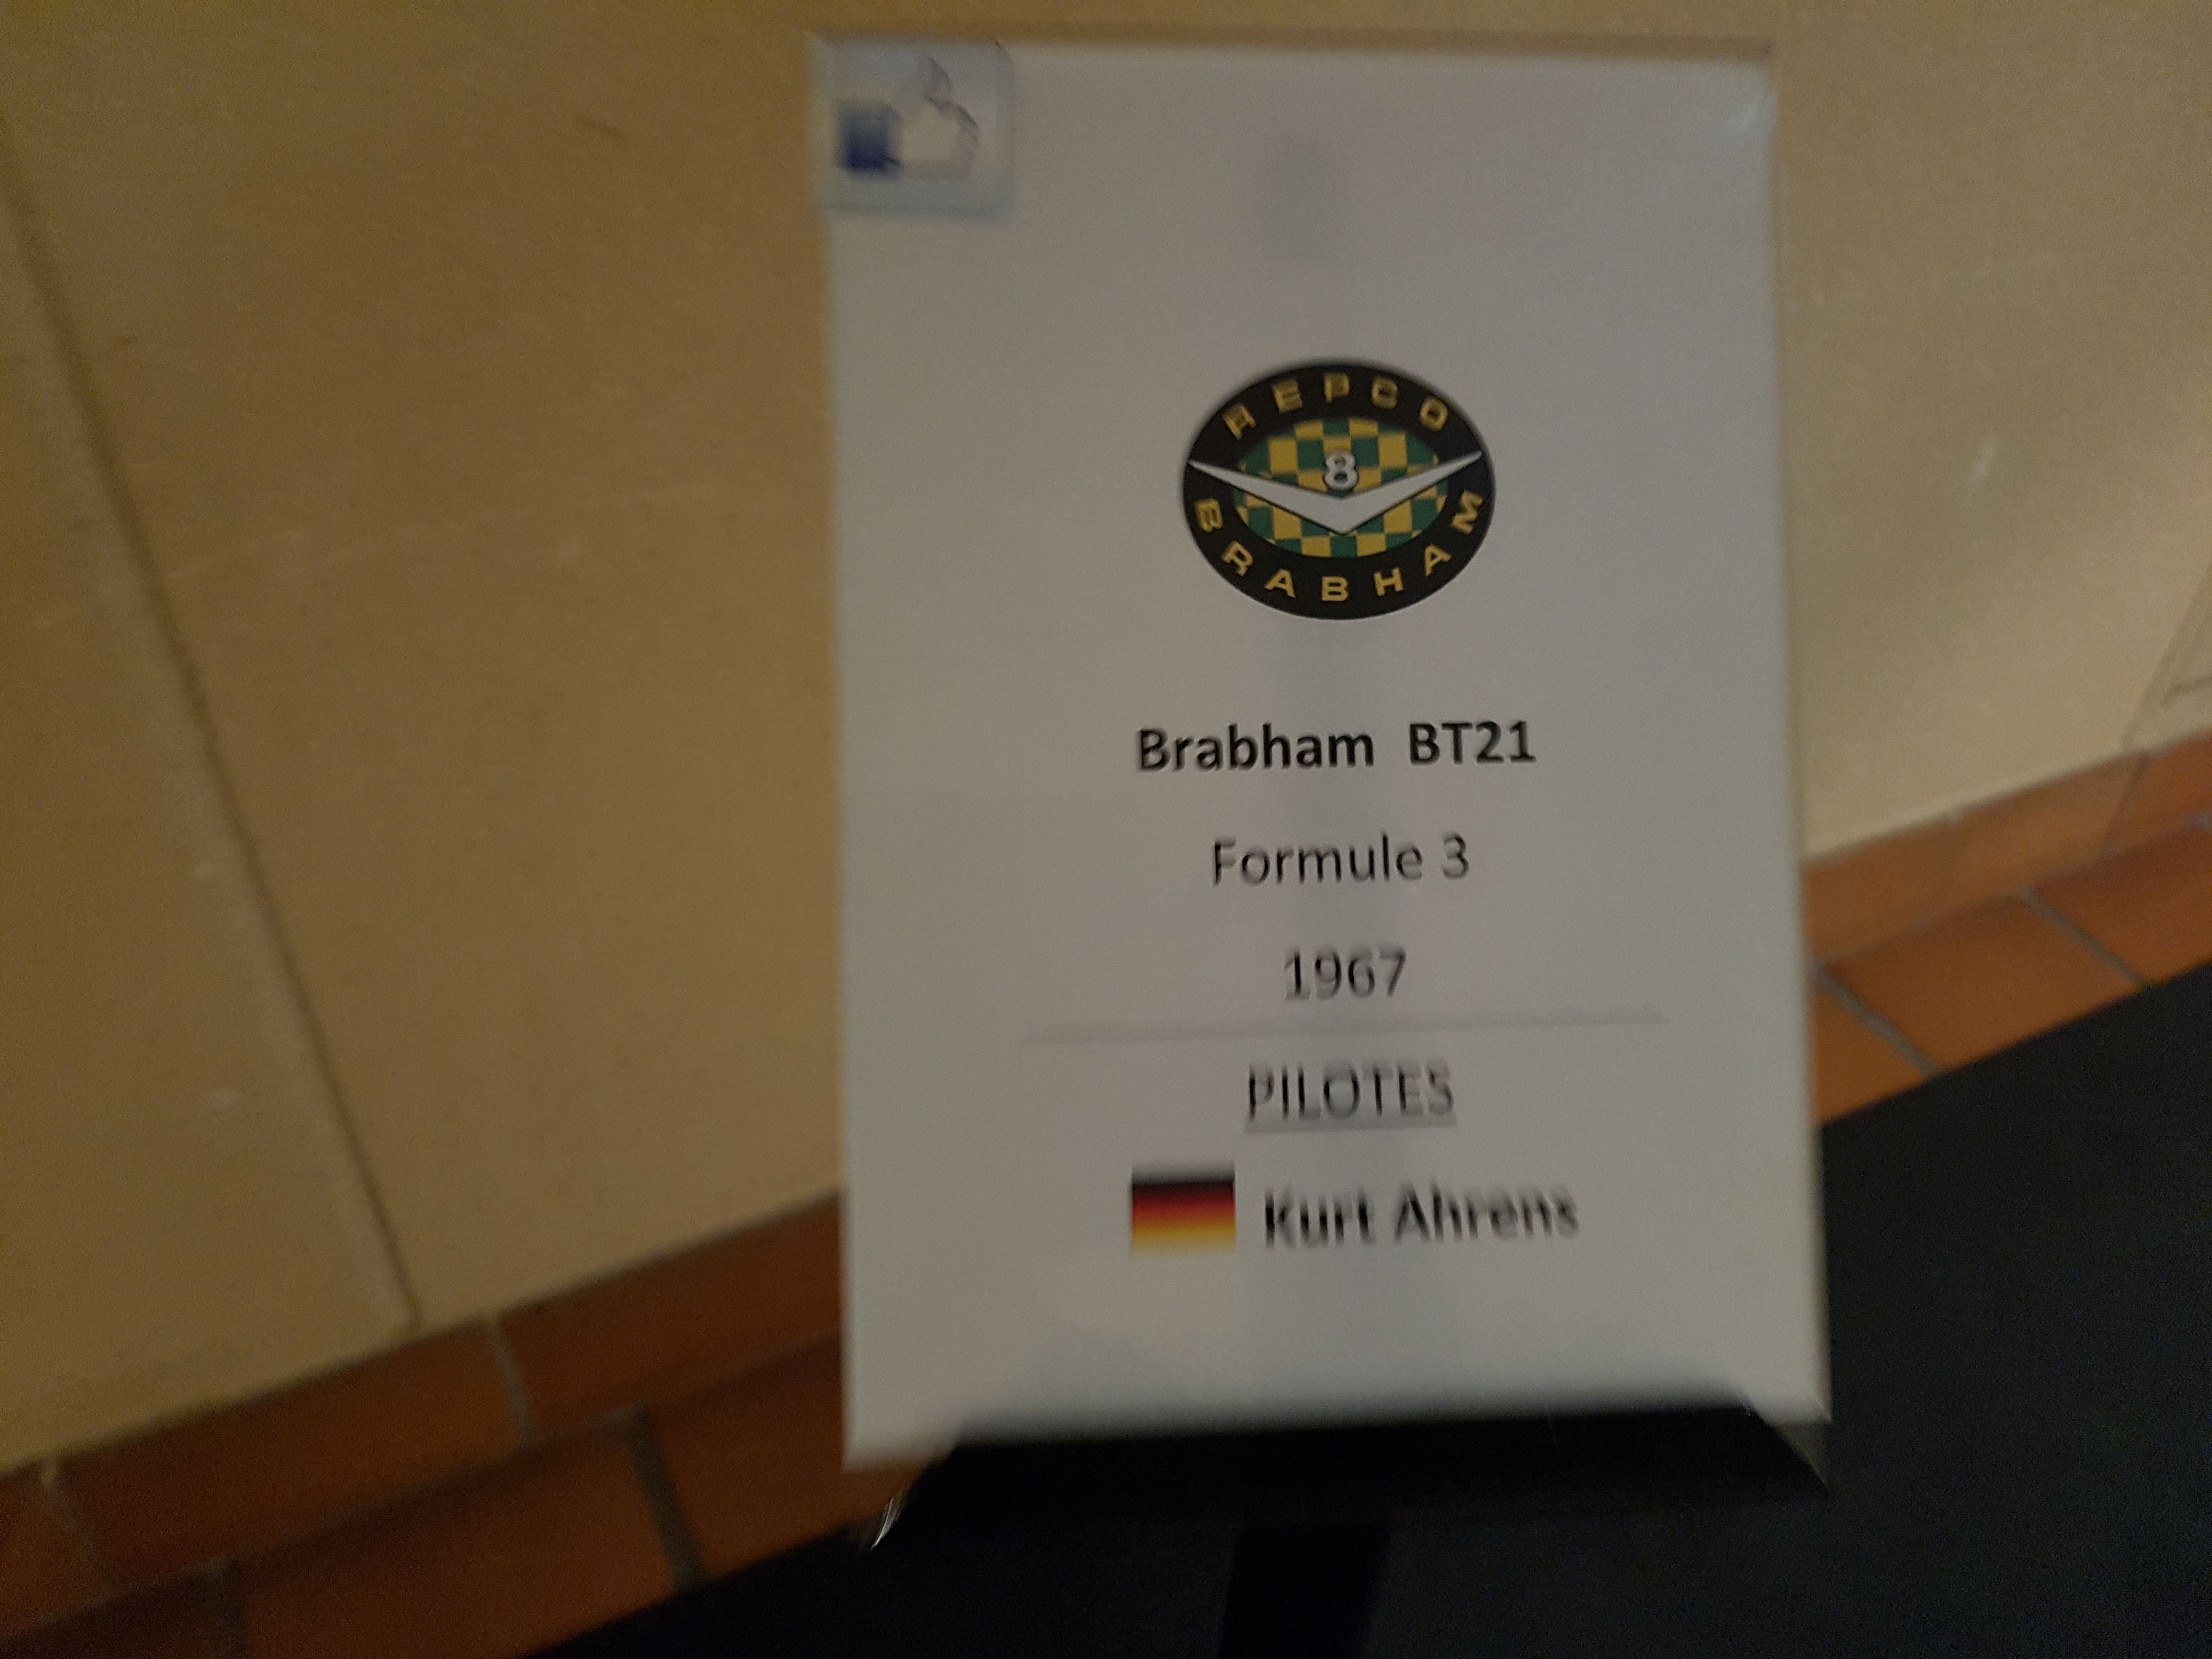 REPCO
8
BRABHAM
Brabham BT21
Formule 3
1967
PILOTES
Kurt Ahrens